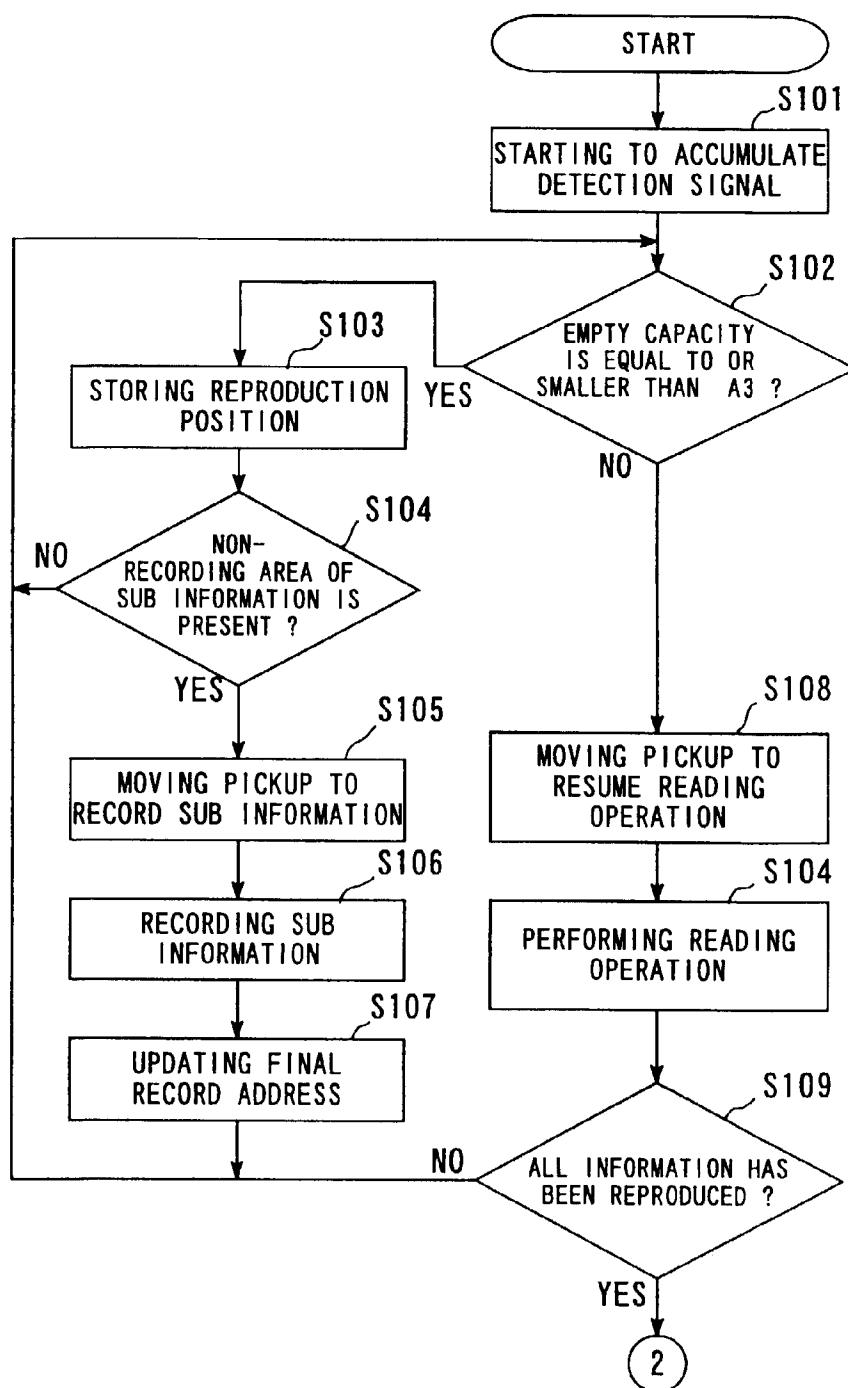 START
S101
STARTING TO ACCUMULATE
DETECTION SIGNAL
S102
EMPTY CAPACITY
IS EQUAL TO OR
SMALLER THAN A3 ?
YES
NO
S103
STORING REPRODUCTION
POSITION
S104
NON-
RECORDING AREA OF
SUB INFORMATION IS
PRESENT ?
NO
YES
S105
MOVING PICKUP TO
RECORD SUB INFORMATION
S106
RECORDING SUB
INFORMATION
S107
UPDATING FINAL
RECORD ADDRESS
S108
MOVING PICKUP TO
RESUME READING
OPERATION
S104
PERFORMING READING
OPERATION
S109
ALL INFORMATION HAS
BEEN REPRODUCED ?
NO
YES
2